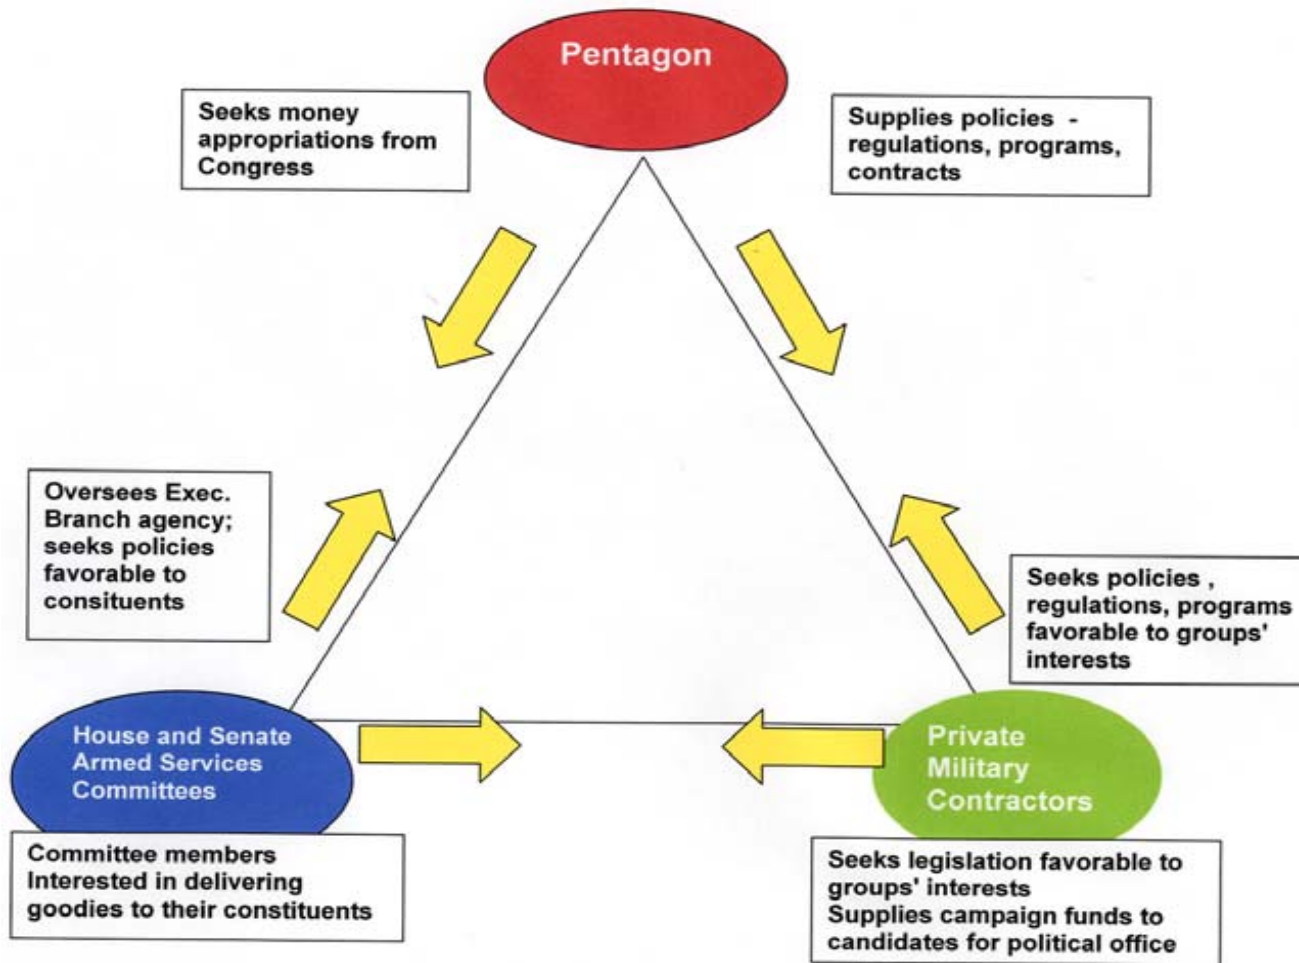 Pentagon
Seeks money
appropriations from
Congress
Supplies policies -
regulations, programs,
contracts
Oversees Exec.
Branch agency;
seeks policies
favorable to
consituents
Seeks policies ,
regulations, programs
favorable to groups'
interests
House and Senate
Armed Services
Committees
Private
Military
Contractors
Committee members
Interested in delivering
goodies to their constituents
Seeks legislation favorable to
groups' interests
Supplies campaign funds to
candidates for political office